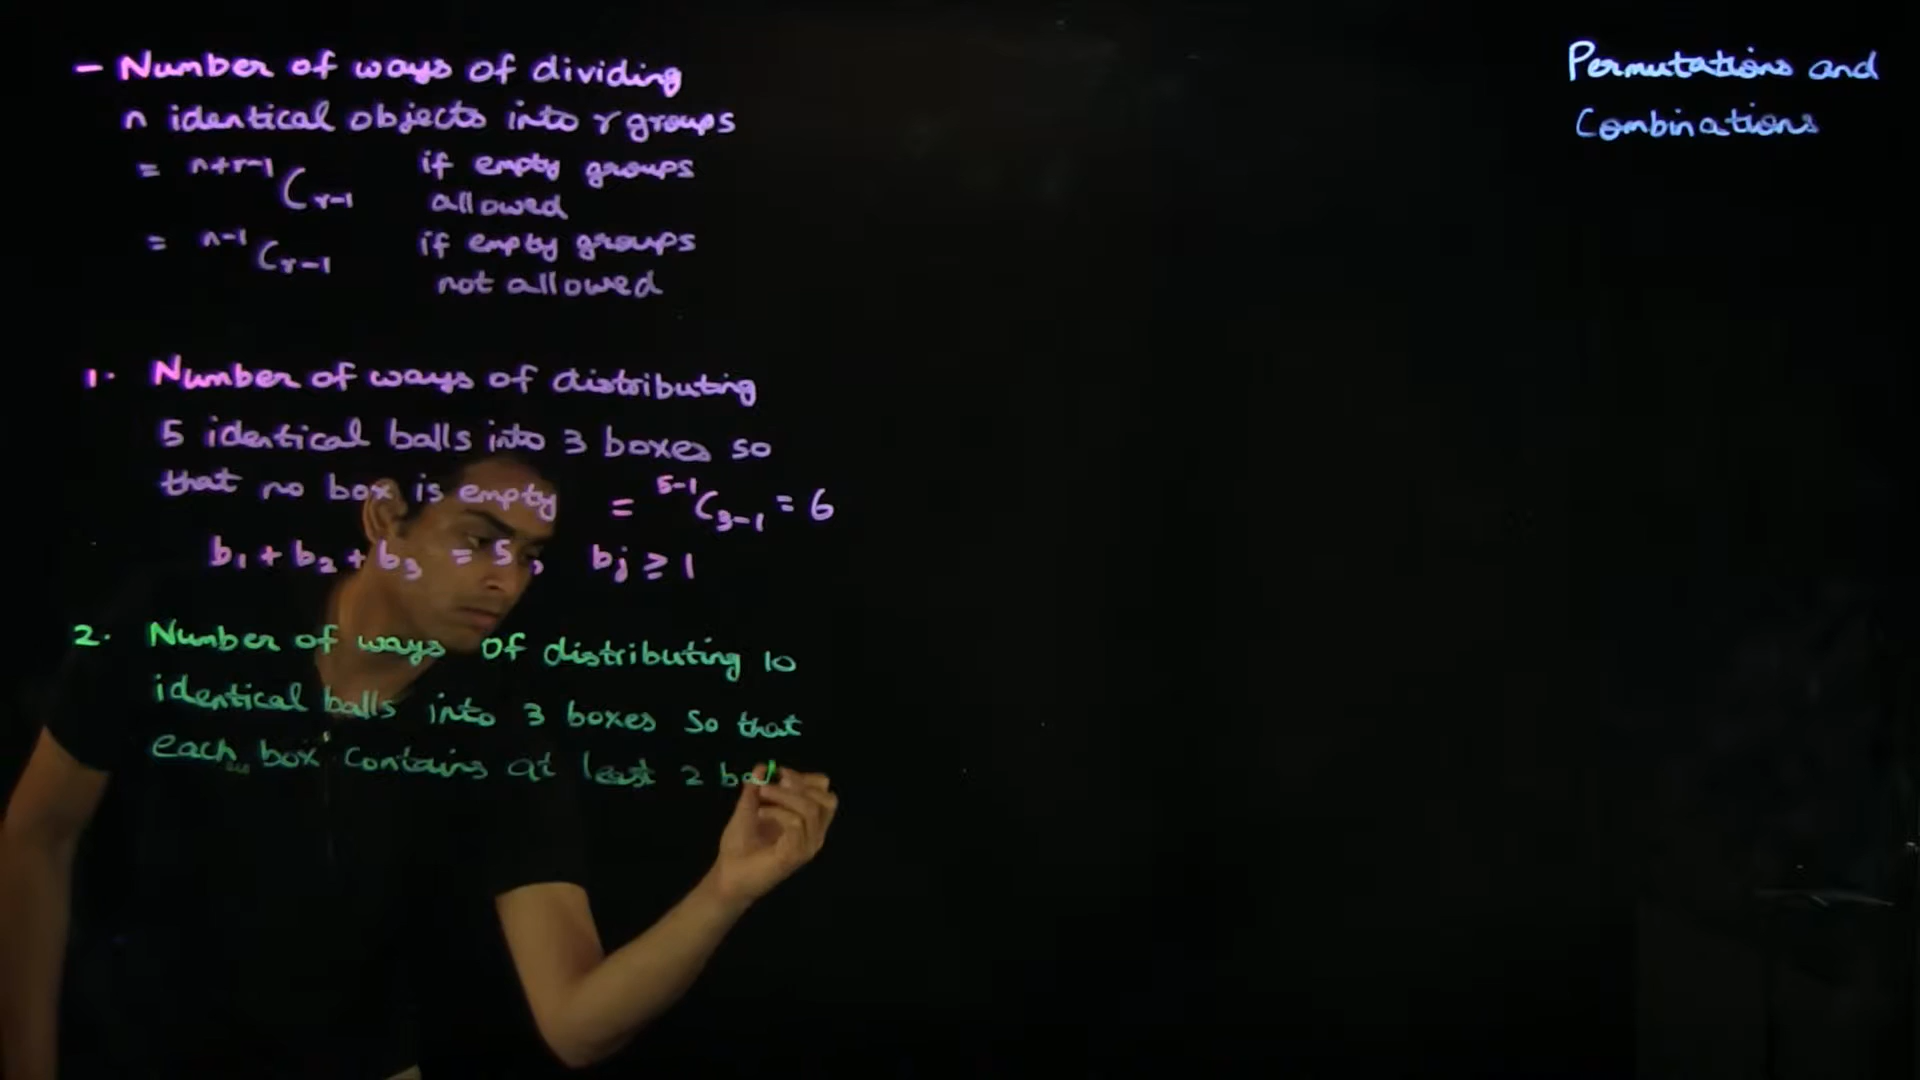 - Number of ways of dividing
n identical objects into r groups
= ⁿ⁺ʳ⁻¹Cᵣ₋₁ if empty groups
allowed
= ⁿ⁻¹Cᵣ₋₁ if empty groups
not allowed
1. Number of ways of distributing
5 identical balls into 3 boxes so
that no box is empty = ⁵⁻¹C₃₋₁ = 6
b₁ + b₂ + b₃ = 5, bⱼ ≥ 1
2. Number of ways of distributing 10
identical balls into 3 boxes so that
each box contains at least 2 bal
Permutations and
Combinations